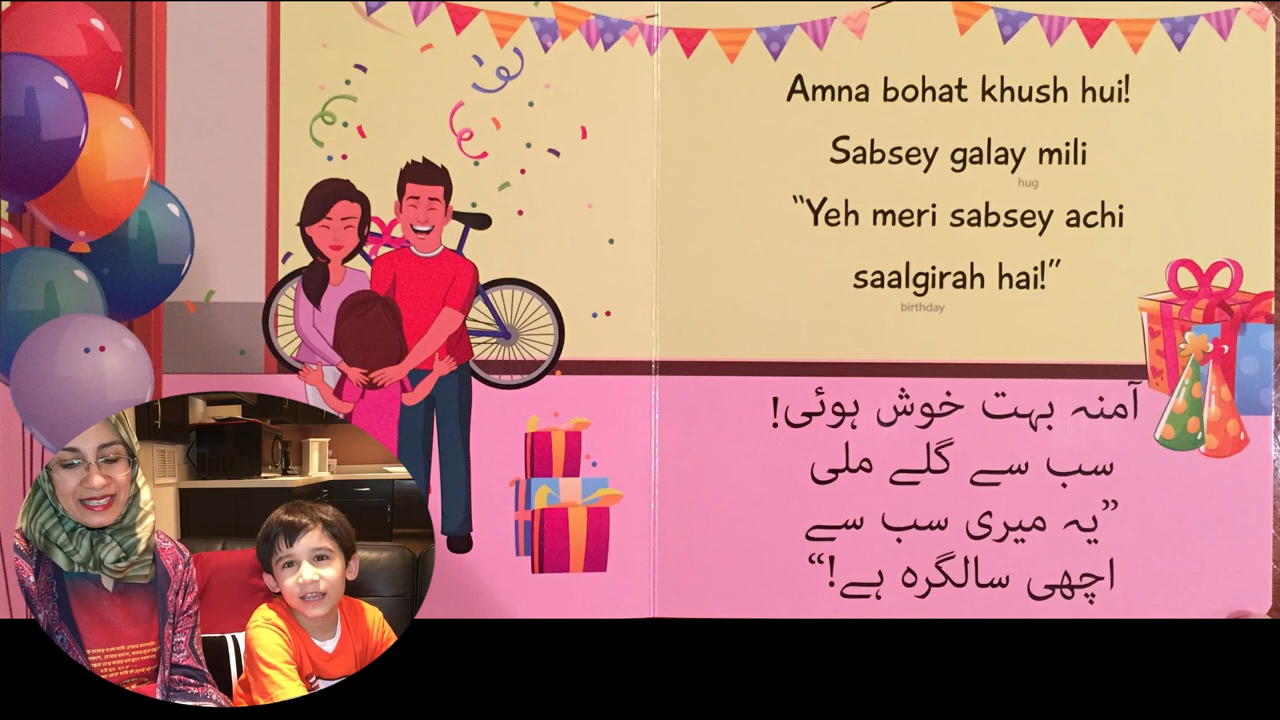 Amna bohat khush hui!
Sabsey galay mili
hug
“Yeh meri sabsey achi
saalgirah hai!”
birthday
آمنہ بہت خوش ہوئی!
سب سے گلے ملی
”یہ میری سب سے
اچھی سالگرہ ہے!“